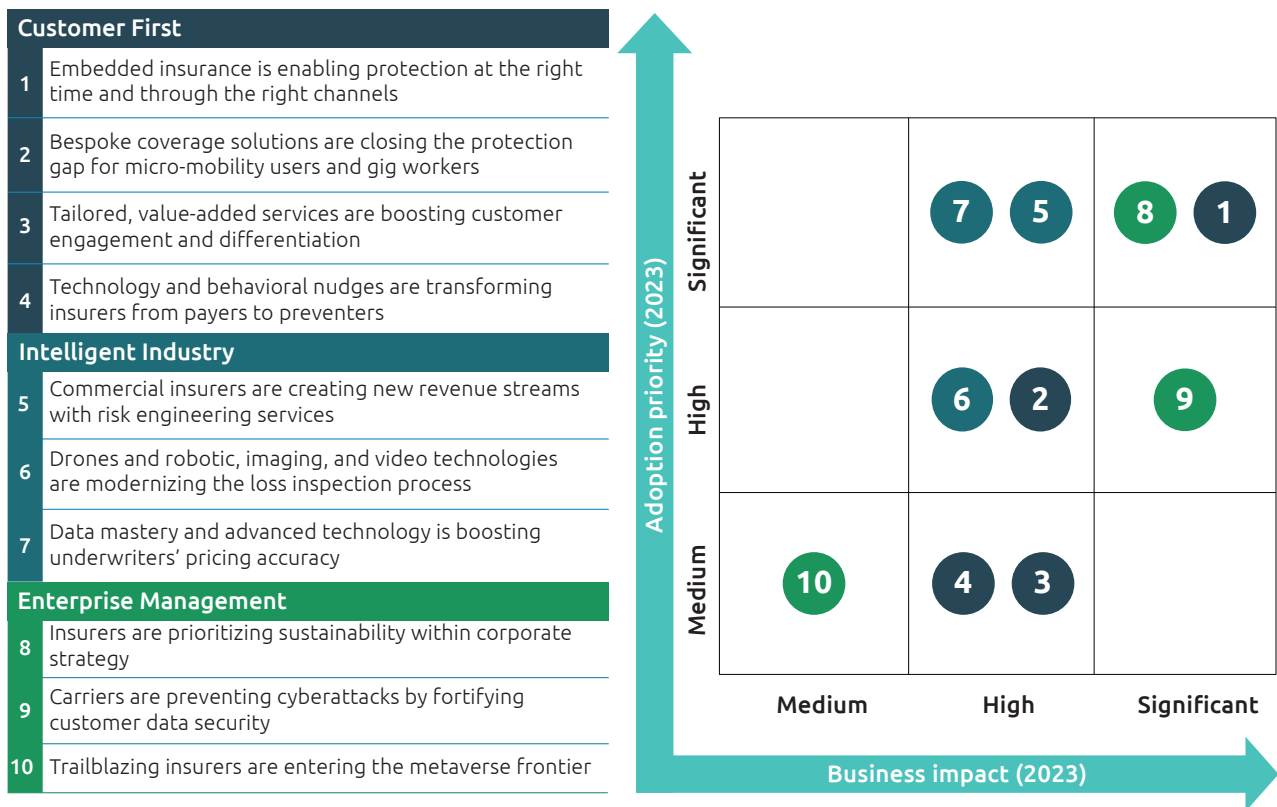 Customer First
1
Embedded insurance is enabling protection at the right
time and through the right channels
2
Bespoke coverage solutions are closing the protection
gap for micro-mobility users and gig workers
3
Tailored, value-added services are boosting customer
engagement and differentiation
4
Technology and behavioral nudges are transforming
insurers from payers to preventers
Intelligent Industry
5
Commercial insurers are creating new revenue streams
with risk engineering services
6
Drones and robotic, imaging, and video technologies
are modernizing the loss inspection process
7
Data mastery and advanced technology is boosting
underwriters’ pricing accuracy
Enterprise Management
8
Insurers are prioritizing sustainability within corporate
strategy
9
Carriers are preventing cyberattacks by fortifying
customer data security
10
Trailblazing insurers are entering the metaverse frontier
Adoption priority (2023)
Significant
7 5 8 1
High
6 2 9
Medium
10 4 3
Medium High Significant
Business impact (2023)